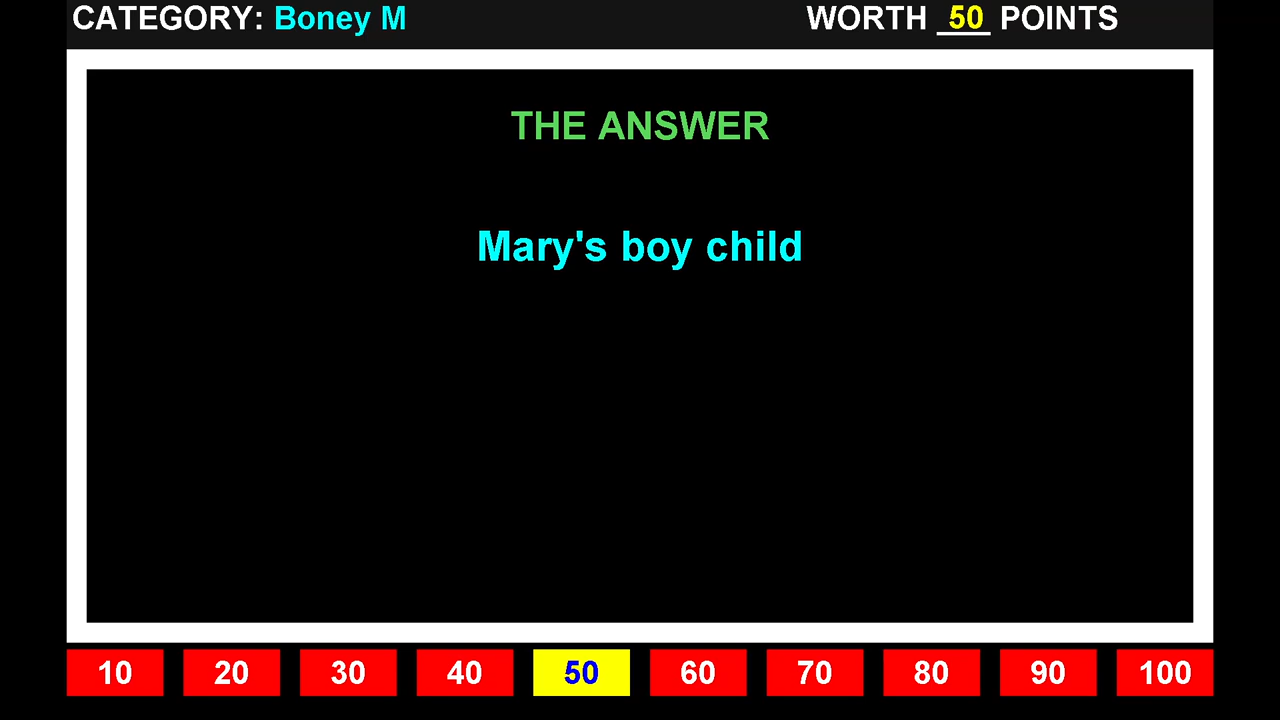 CATEGORY: Boney M WORTH 50 POINTS
THE ANSWER
Mary's boy child
10 20 30 40 50 60 70 80 90 100